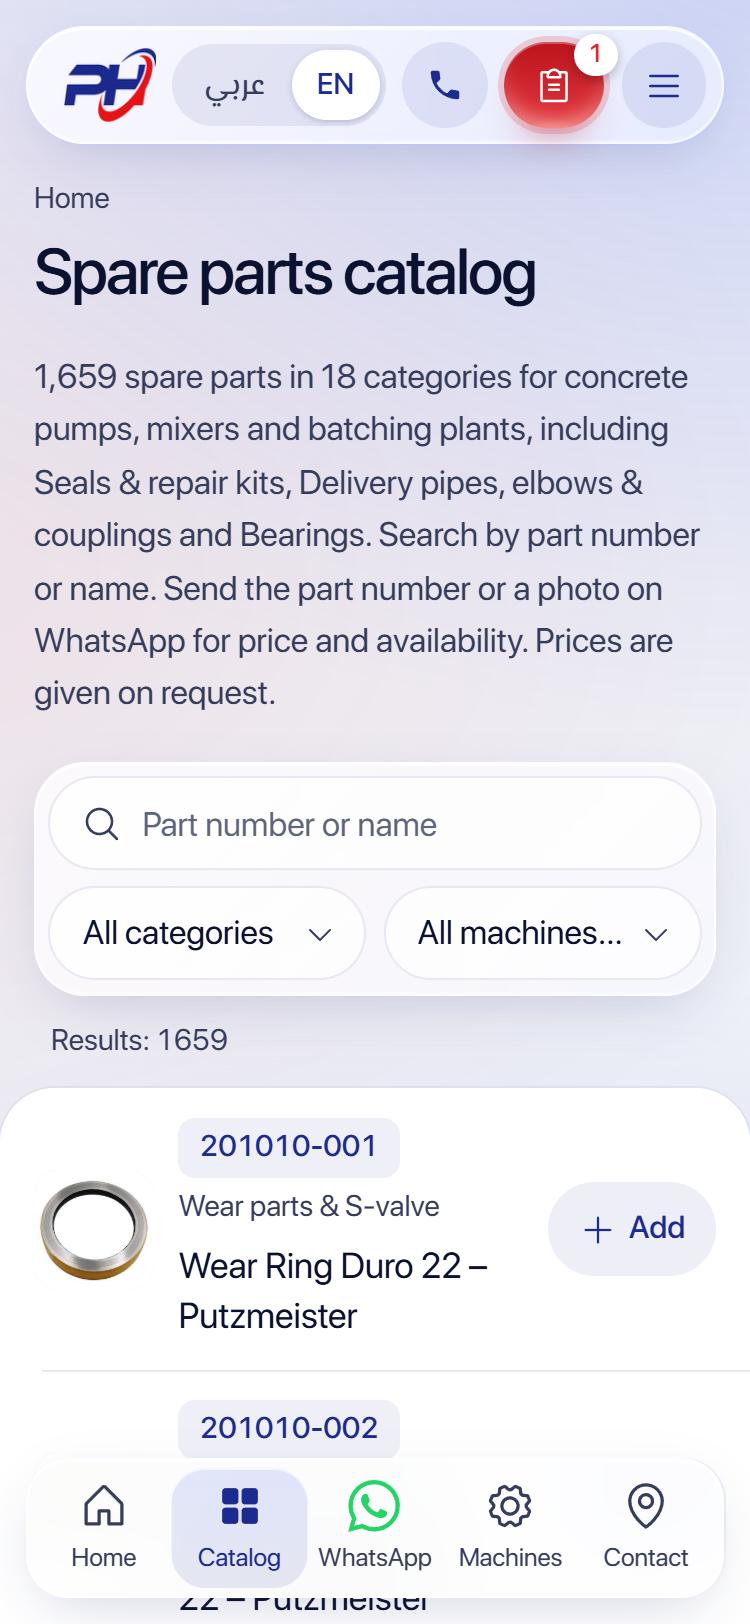 PH
عربي
EN
1
Home
Spare parts catalog
1,659 spare parts in 18 categories for concrete
pumps, mixers and batching plants, including
Seals & repair kits, Delivery pipes, elbows &
couplings and Bearings. Search by part number
or name. Send the part number or a photo on
WhatsApp for price and availability. Prices are
given on request.
Part number or name
All categories
All machines...
Results: 1659
201010-001
Wear parts & S-valve
Wear Ring Duro 22 –
Putzmeister
Add
201010-002
Home
Catalog
WhatsApp
Machines
Contact
22 – Putzmeister